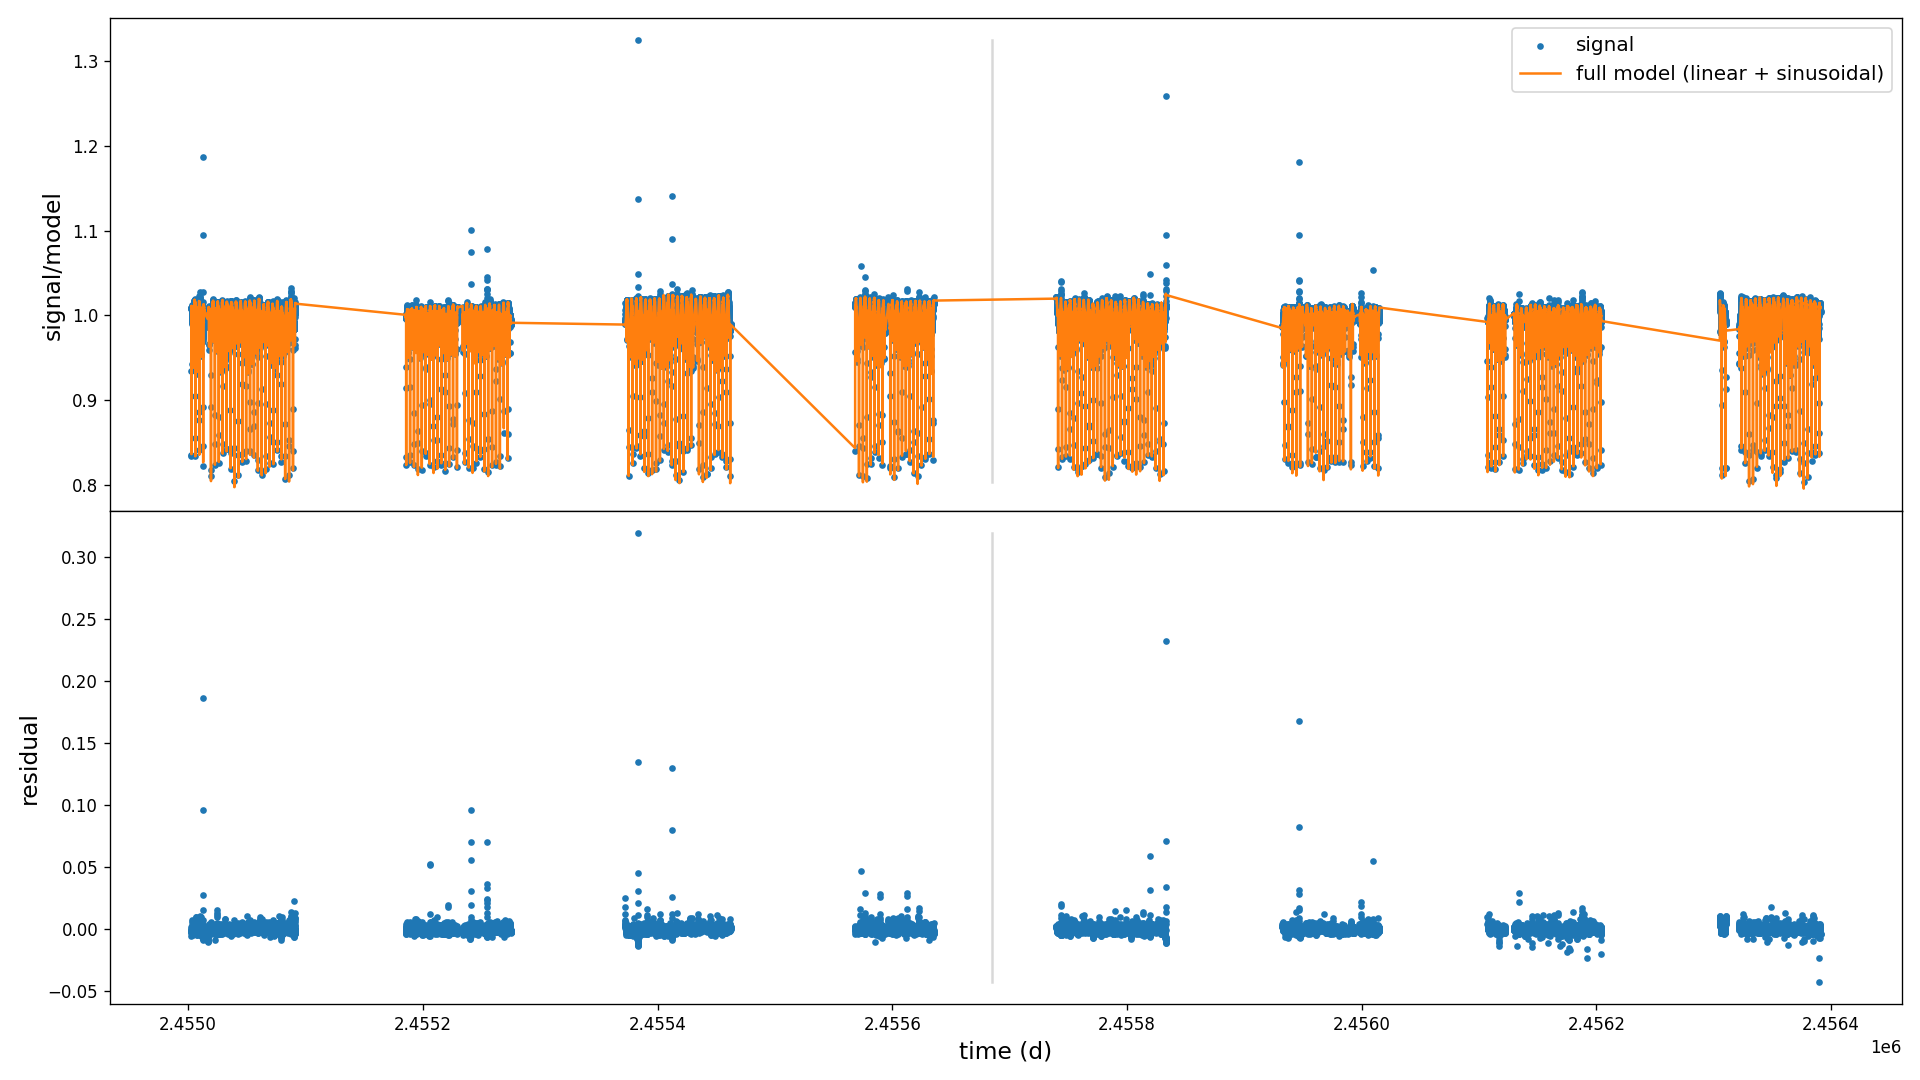 signal
full model (linear + sinusoidal)
signal/model
1.3
1.2
1.1
1.0
0.9
0.8
residual
0.30
0.25
0.20
0.15
0.10
0.05
0.00
−0.05
2.4550 2.4552 2.4554 2.4556 2.4558 2.4560 2.4562 2.4564
1e6
time (d)